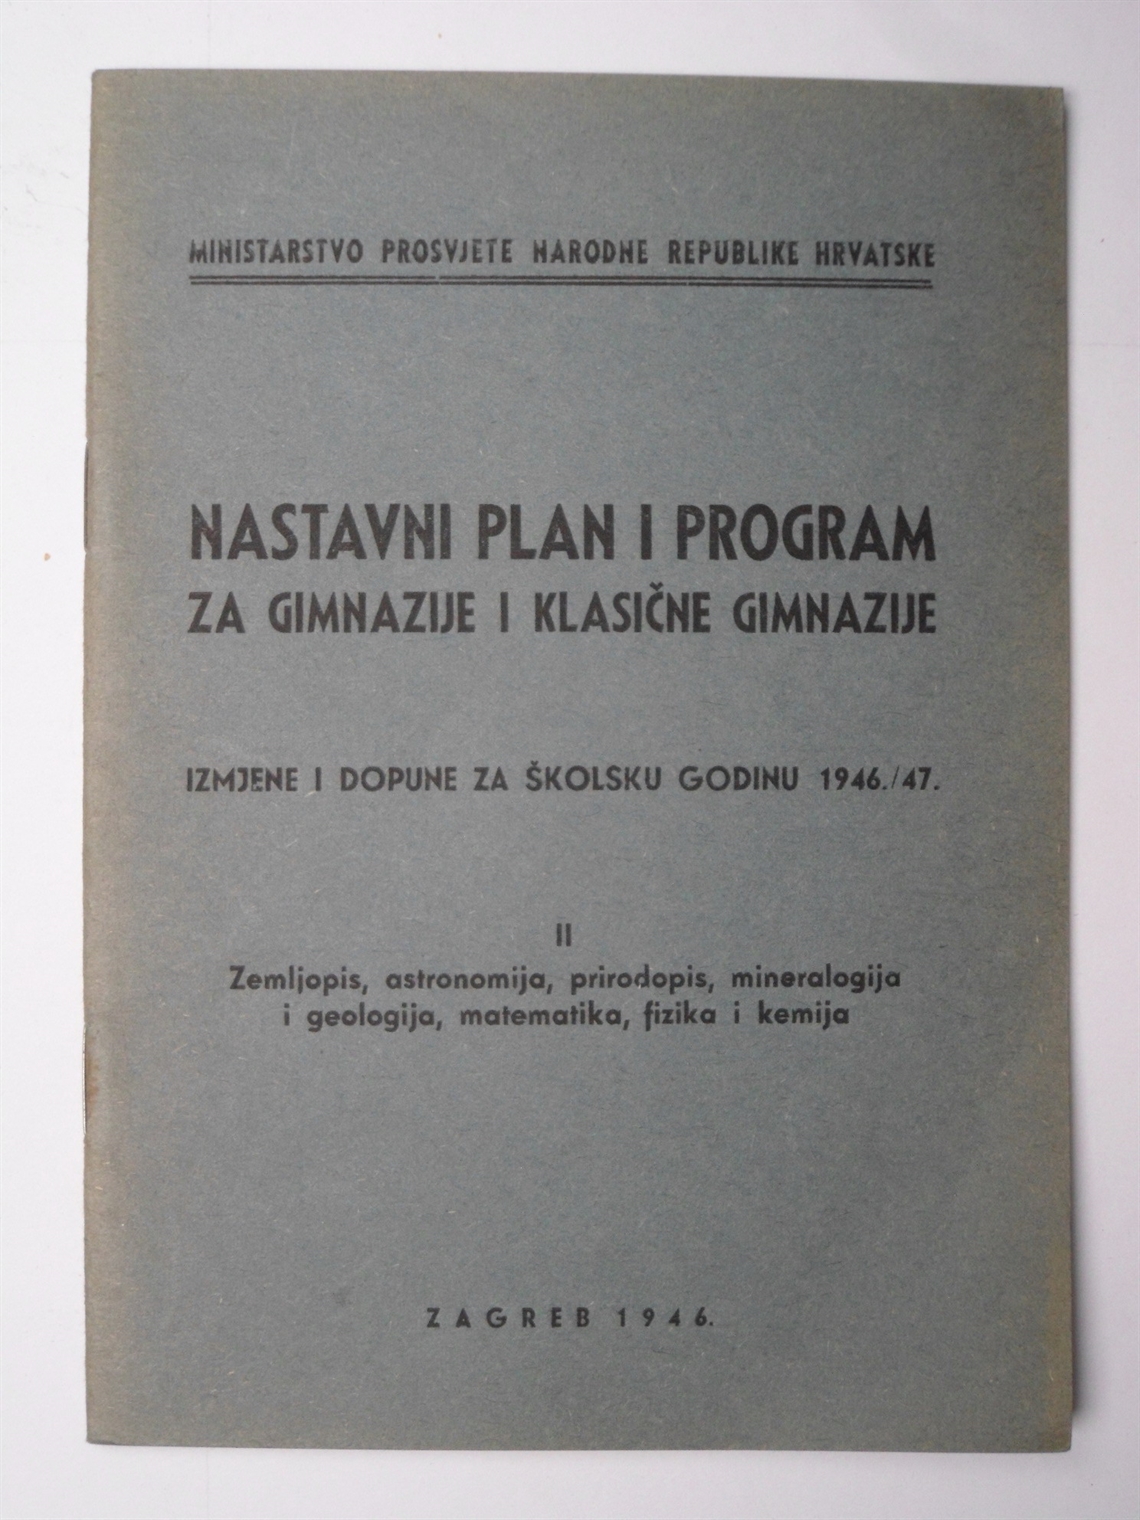 MINISTARSTVO PROSVJETE NARODNE REPUBLIKE HRVATSKE
NASTAVNI PLAN I PROGRAM
ZA GIMNAZIJE I KLASIČNE GIMNAZIJE
IZMJENE I DOPUNE ZA ŠKOLSKU GODINU 1946./47.
II
Zemljopis, astronomija, prirodopis, mineralogija
i geologija, matematika, fizika i kemija
ZAGREB 1946.